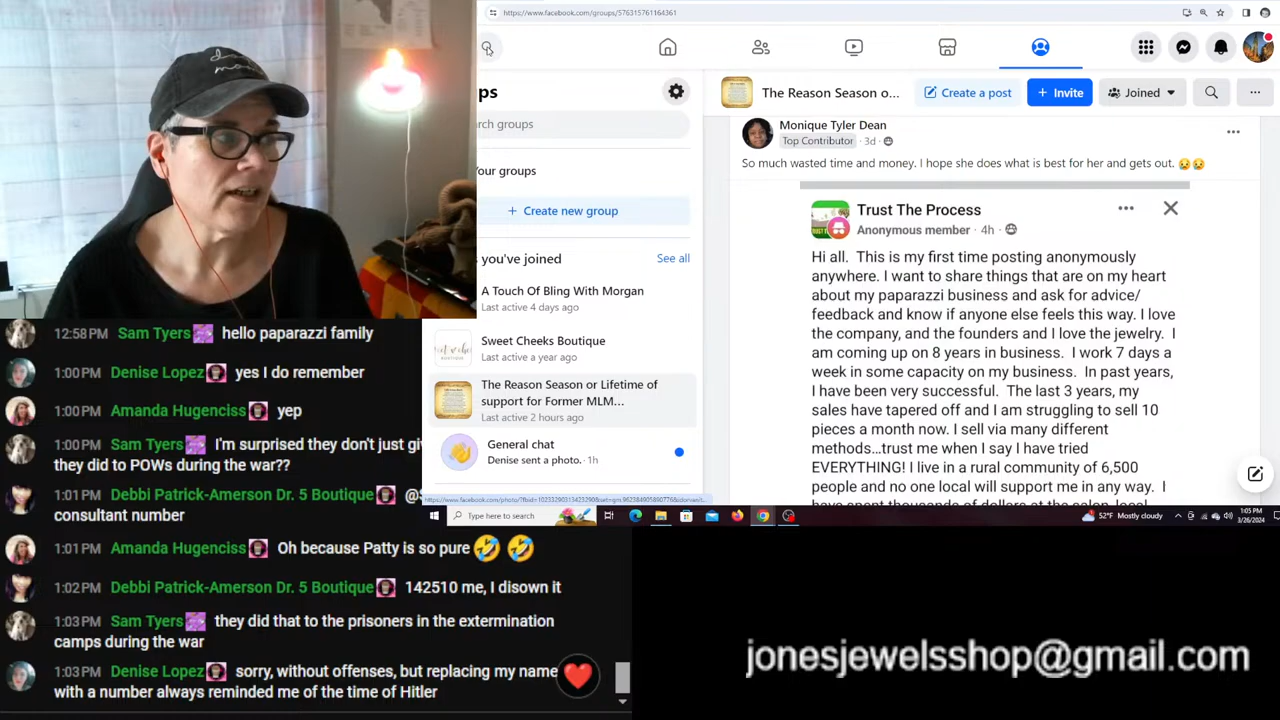 https://www.facebook.com/groups/576315761164361
ps
rch groups
our groups
+ Create new group
you've joined
See all
A Touch Of Bling With Morgan
Last active 4 days ago
Sweet Cheeks Boutique
Last active a year ago
The Reason Season or Lifetime of
support for Former MLM...
Last active 2 hours ago
General chat
Denise sent a photo. · 1h
The Reason Season o...
Create a post
+ Invite
Joined
Monique Tyler Dean
Top Contributor · 3d ·
So much wasted time and money. I hope she does what is best for her and gets out. 😥😥
Trust The Process
Anonymous member · 4h ·
Hi all. This is my first time posting anonymously
anywhere. I want to share things that are on my heart
about my paparazzi business and ask for advice/
feedback and know if anyone else feels this way. I love
the company, and the founders and I love the jewelry. I
am coming up on 8 years in business. I work 7 days a
week in some capacity on my business. In past years,
I have been very successful. The last 3 years, my
sales have tapered off and I am struggling to sell 10
pieces a month now. I sell via many different
methods...trust me when I say I have tried
EVERYTHING! I live in a rural community of 6,500
people and no one local will support me in any way. I
Type here to search
52°F Mostly cloudy
1:05 PM
3/26/2024
12:58 PM Sam Tyers hello paparazzi family
1:00 PM Denise Lopez yes I do remember
1:00 PM Amanda Hugenciss yep
1:00 PM Sam Tyers I'm surprised they don't just giv
they did to POWs during the war??
1:01 PM Debbi Patrick-Amerson Dr. 5 Boutique @
consultant number
1:01 PM Amanda Hugenciss Oh because Patty is so pure 🤣 🤣
1:02 PM Debbi Patrick-Amerson Dr. 5 Boutique 142510 me, I disown it
1:03 PM Sam Tyers they did that to the prisoners in the extermination
camps during the war
1:03 PM Denise Lopez sorry, without offenses, but replacing my name
with a number always reminded me of the time of Hitler
jonesjewelsshop@gmail.com